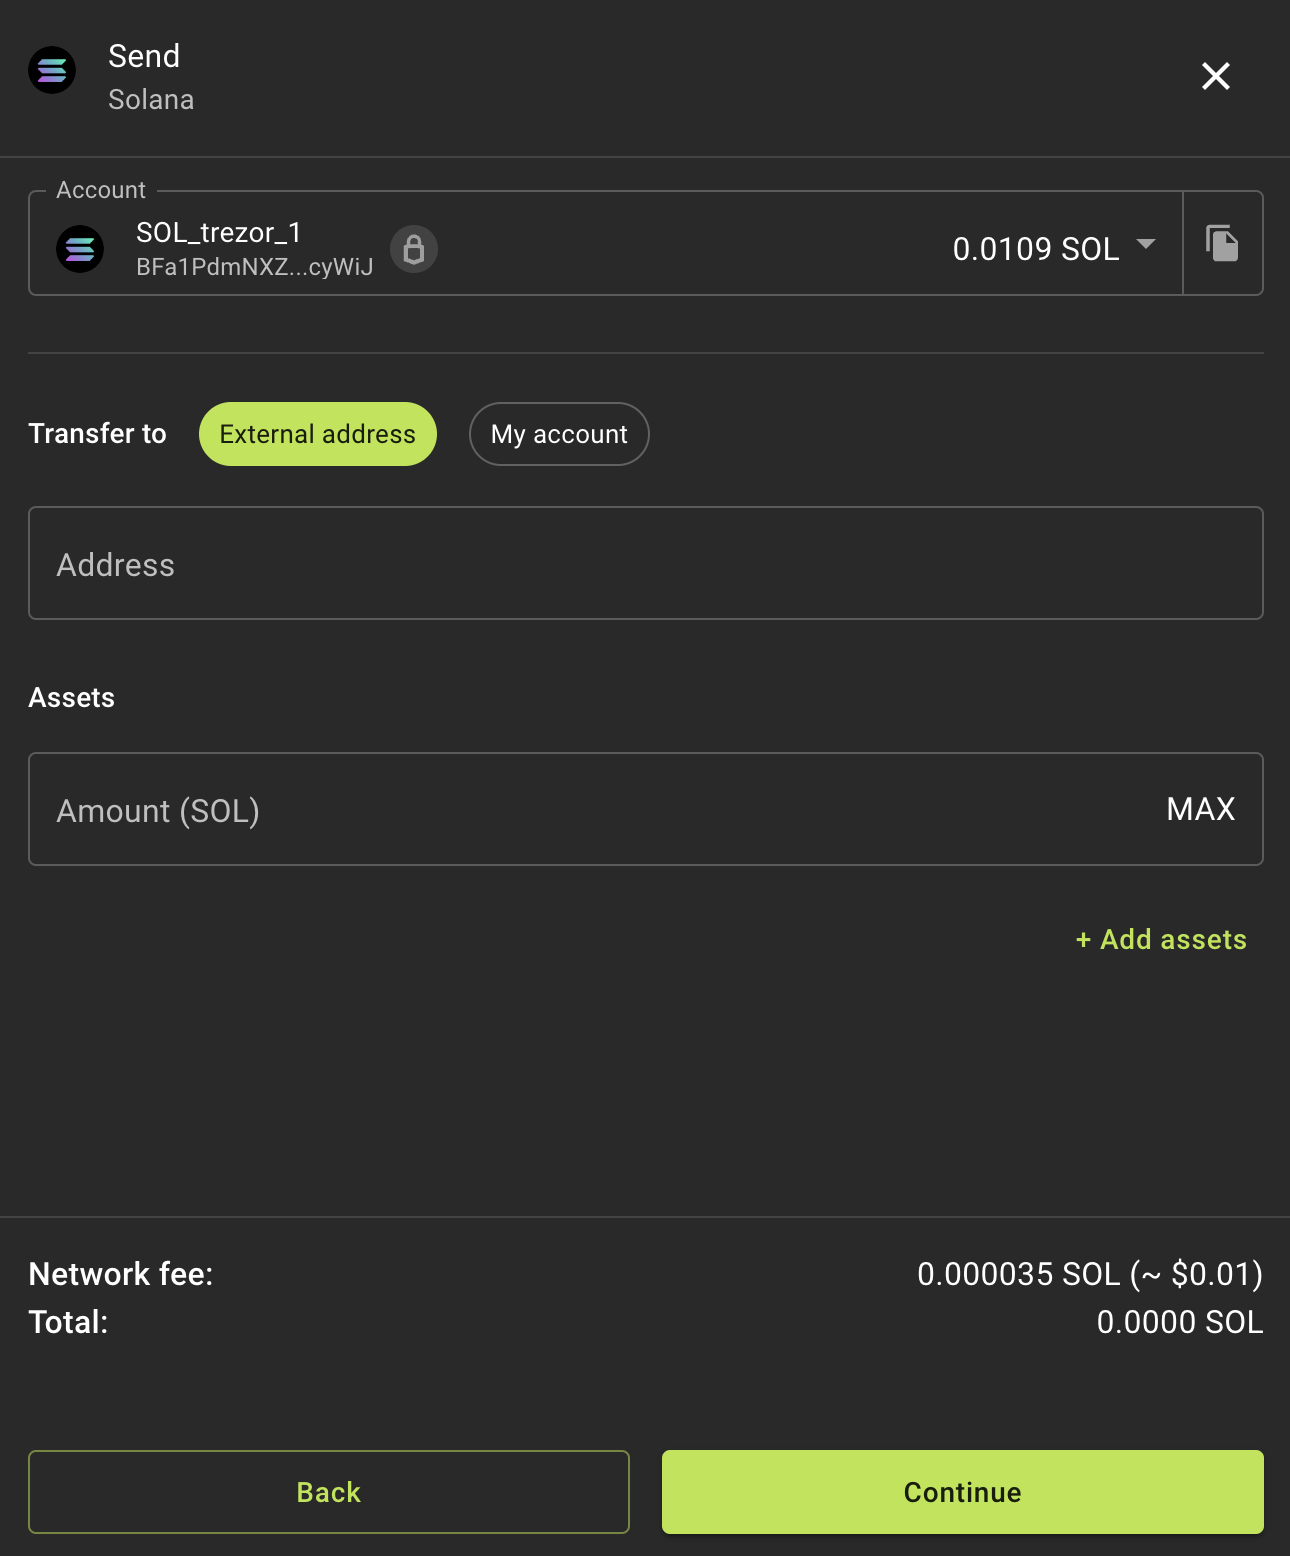 Send
Solana
Account
SOL_trezor_1
BFa1PdmNXZ...cyWiJ
0.0109 SOL
Transfer to External address My account
Address
Assets
Amount (SOL) MAX
+ Add assets
Network fee: 0.000035 SOL (~ $0.01)
Total: 0.0000 SOL
Back Continue